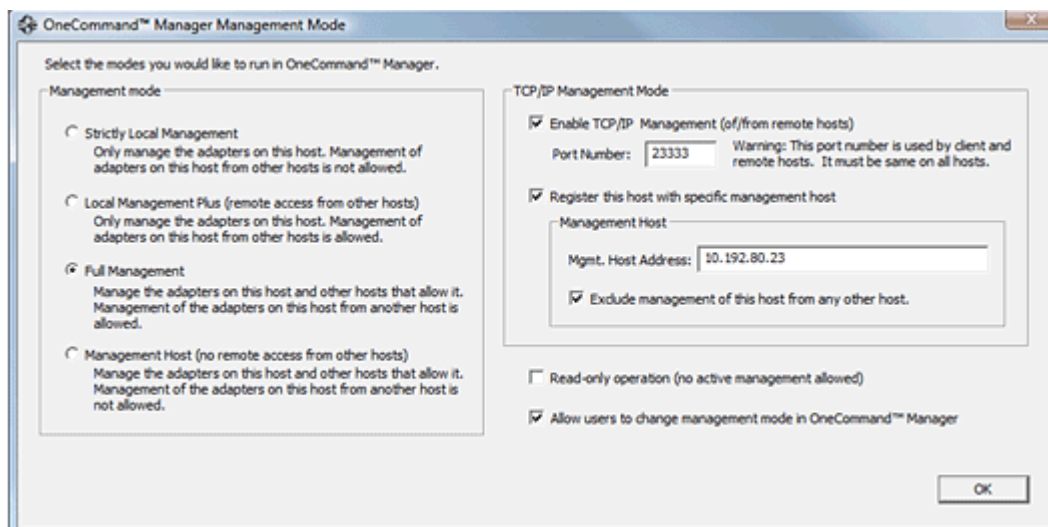 OneCommand™ Manager Management Mode
Select the modes you would like to run in OneCommand™ Manager.
Management mode
Strictly Local Management
Only manage the adapters on this host. Management of
adapters on this host from other hosts is not allowed.
Local Management Plus (remote access from other hosts)
Only manage the adapters on this host. Management of
adapters on this host from other hosts is allowed.
Full Management
Manage the adapters on this host and other hosts that allow it.
Management of the adapters on this host from another host is
allowed.
Management Host (no remote access from other hosts)
Manage the adapters on this host and other hosts that allow it.
Management of the adapters on this host from another host is
not allowed.
TCP/IP Management Mode
Enable TCP/IP Management (of/from remote hosts)
Port Number: 23333
Warning: This port number is used by client and
remote hosts. It must be same on all hosts.
Register this host with specific management host
Management Host
Mgmt. Host Address: 10.192.80.23
Exclude management of this host from any other host.
Read-only operation (no active management allowed)
Allow users to change management mode in OneCommand™ Manager
OK